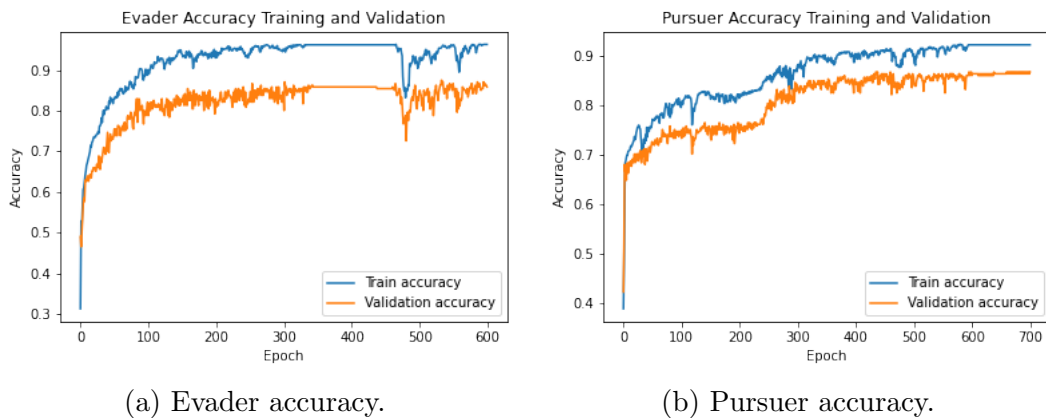 Evader Accuracy Training and Validation
0.9
0.8
0.7
0.6
0.5
0.4
0.3
Accuracy
0 100 200 300 400 500 600
Epoch
Train accuracy
Validation accuracy
(a) Evader accuracy.
Pursuer Accuracy Training and Validation
0.9
0.8
0.7
0.6
0.5
0.4
Accuracy
0 100 200 300 400 500 600 700
Epoch
Train accuracy
Validation accuracy
(b) Pursuer accuracy.